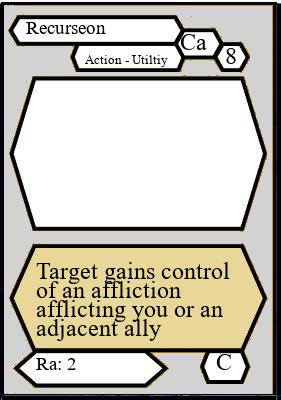 Recurseon
Ca
8
Action - Utiltiy
Target gains control
of an affliction
afflicting you or an
adjacent ally
Ra: 2
C